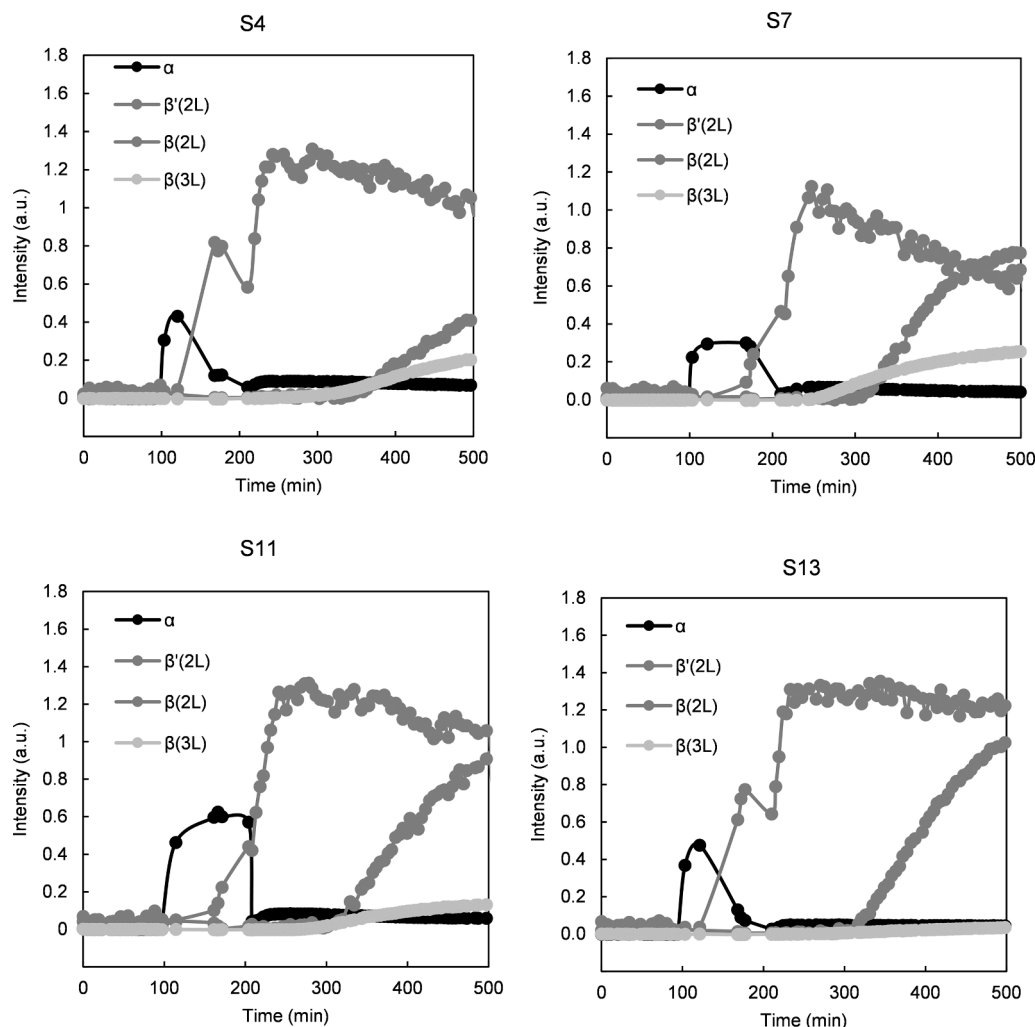 S4
1.8
1.6
1.4
1.2
1
0.8
0.6
0.4
0.2
0
Intensity (a.u.)
α
β'(2L)
β(2L)
β(3L)
0 100 200 300 400 500
Time (min)
S7
1.8
1.6
1.4
1.2
1.0
0.8
0.6
0.4
0.2
0.0
Intensity (a.u.)
α
β'(2L)
β(2L)
β(3L)
0 100 200 300 400 500
Time (min)
S11
1.8
1.6
1.4
1.2
1
0.8
0.6
0.4
0.2
0
Intensity (a.u.)
α
β'(2L)
β(2L)
β(3L)
0 100 200 300 400 500
Time (min)
S13
1.8
1.6
1.4
1.2
1.0
0.8
0.6
0.4
0.2
0.0
Intensity (a.u.)
α
β'(2L)
β(2L)
β(3L)
0 100 200 300 400 500
Time (min)